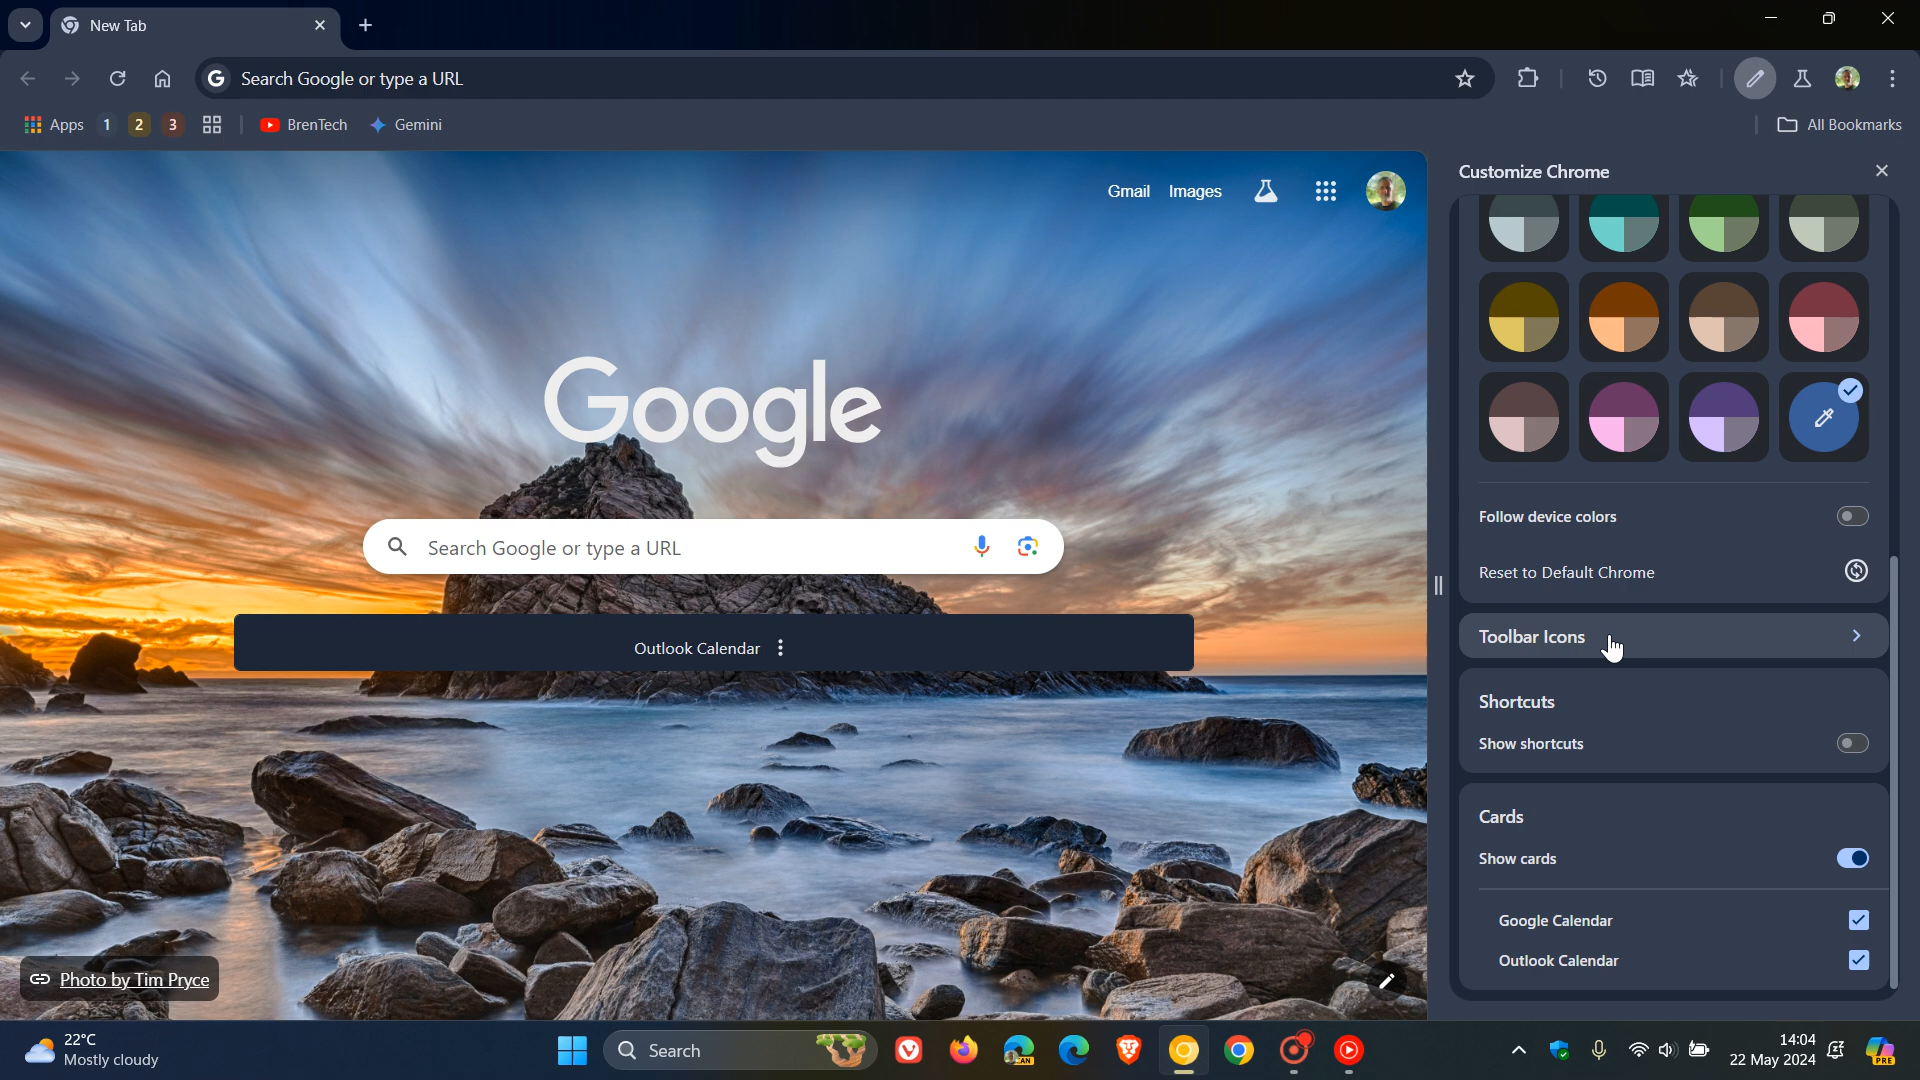 New Tab
Search Google or type a URL
Apps 1 2 3 BrenTech Gemini All Bookmarks
Gmail Images
Google
Search Google or type a URL
Outlook Calendar
Photo by Tim Pryce
Customize Chrome
Follow device colors
Reset to Default Chrome
Toolbar Icons
Shortcuts
Show shortcuts
Cards
Show cards
Google Calendar
Outlook Calendar
22°C
Mostly cloudy
Search
CAN
14:04
22 May 2024
PRE